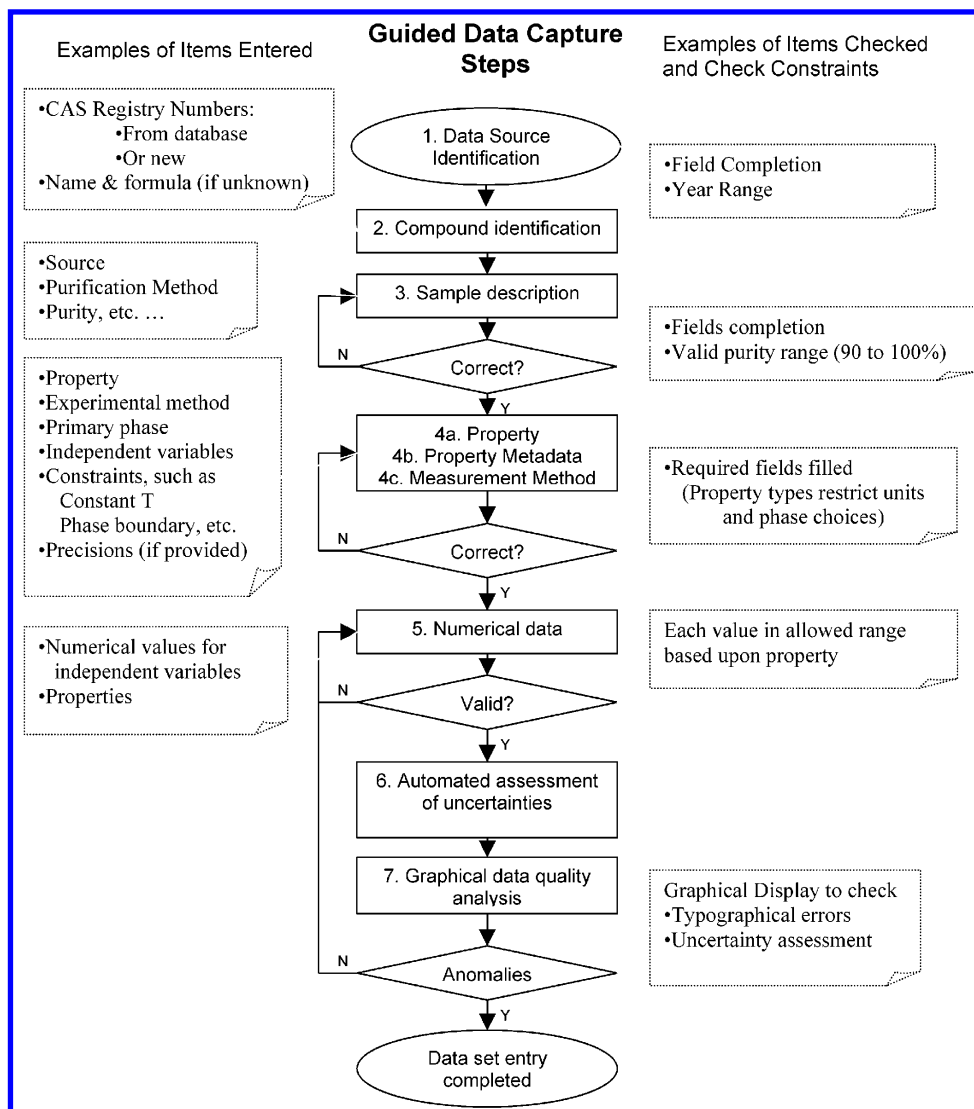 Guided Data Capture
Steps
Examples of Items Entered
•CAS Registry Numbers:
•From database
•Or new
•Name & formula (if unknown)
•Source
•Purification Method
•Purity, etc. …
•Property
•Experimental method
•Primary phase
•Independent variables
•Constraints, such as
Constant T
Phase boundary, etc.
•Precisions (if provided)
•Numerical values for
independent variables
•Properties
1. Data Source
Identification
2. Compound identification
3. Sample description
N
Correct?
Y
4a. Property
4b. Property Metadata
4c. Measurement Method
N
Correct?
Y
5. Numerical data
N
Valid?
Y
6. Automated assessment
of uncertainties
7. Graphical data quality
analysis
N
Anomalies
Y
Data set entry
completed
Examples of Items Checked
and Check Constraints
•Field Completion
•Year Range
•Fields completion
•Valid purity range (90 to 100%)
•Required fields filled
(Property types restrict units
and phase choices)
Each value in allowed range
based upon property
Graphical Display to check
•Typographical errors
•Uncertainty assessment